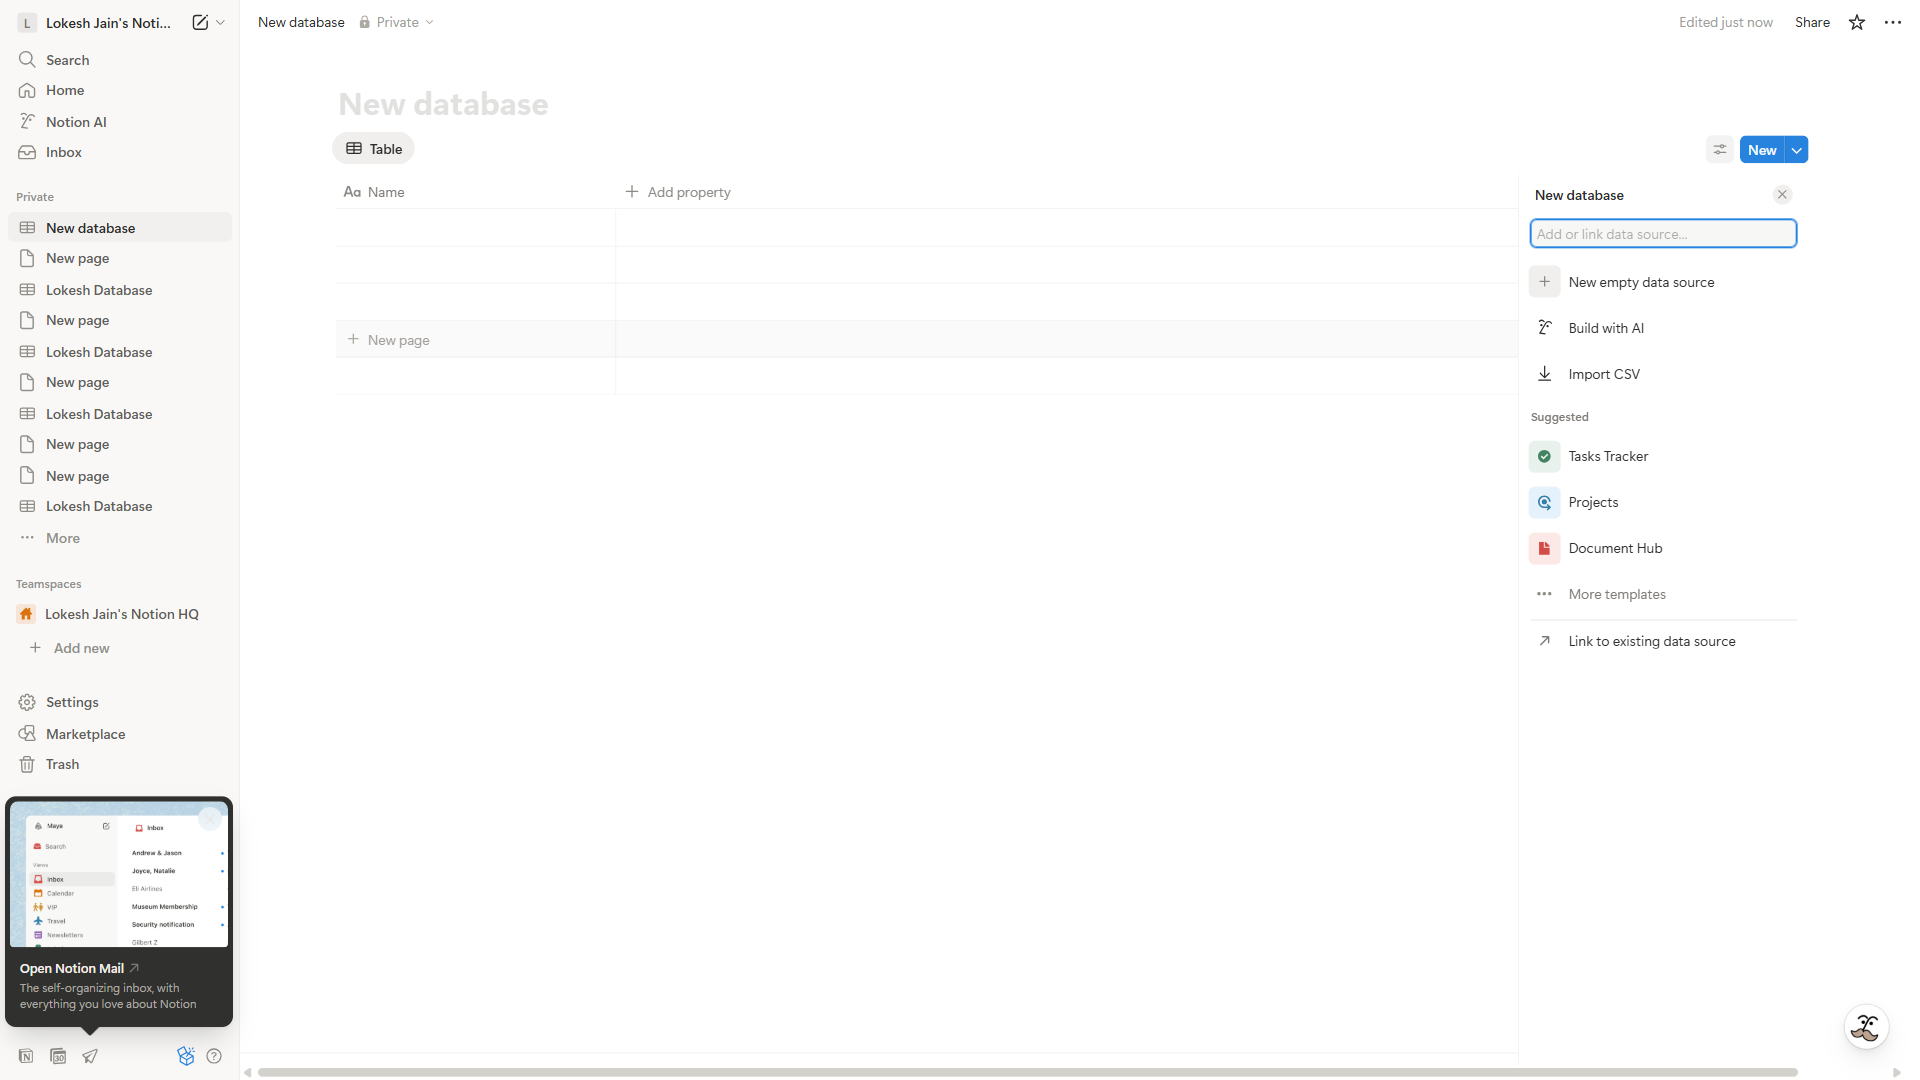 L Lokesh Jain's Noti...
Search
Home
Notion AI
Inbox
Private
New database
New page
Lokesh Database
New page
Lokesh Database
New page
Lokesh Database
New page
New page
Lokesh Database
More
Teamspaces
Lokesh Jain's Notion HQ
Add new
Settings
Marketplace
Trash
Maya
Search
Views
Inbox
Calendar
VIP
Travel
Newsletters
Inbox
Andrew & Jason
Joyce, Natalie
Eli Airlines
Museum Membership
Security notification
Gilbert Z
Open Notion Mail
The self-organizing inbox, with
everything you love about Notion
30
New database Private
Edited just now Share
New database
Table
New
Aa Name
Add property
New page
New database
Add or link data source...
New empty data source
Build with AI
Import CSV
Suggested
Tasks Tracker
Projects
Document Hub
More templates
Link to existing data source